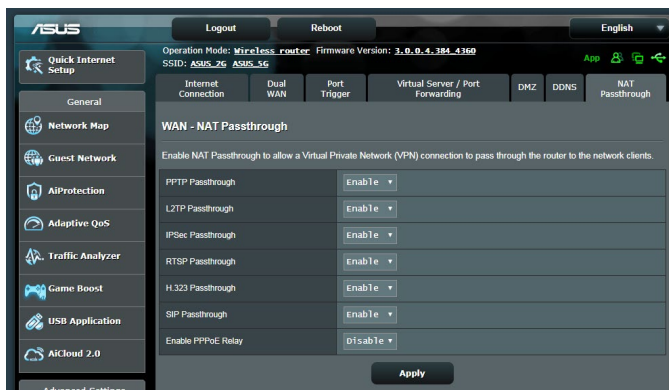 ASUS
Logout Reboot English
Operation Mode: Wireless router Firmware Version: 3.0.0.4.384_4360
SSID: ASUS_2G ASUS_5G
App
Quick Internet
Setup
General
Network Map
Guest Network
AiProtection
Adaptive QoS
Traffic Analyzer
Game Boost
USB Application
AiCloud 2.0
Advanced Settings
Internet
Connection
Dual
WAN
Port
Trigger
Virtual Server / Port
Forwarding
DMZ
DDNS
NAT
Passthrough
WAN - NAT Passthrough
Enable NAT Passthrough to allow a Virtual Private Network (VPN) connection to pass through the router to the network clients.
PPTP Passthrough Enable
L2TP Passthrough Enable
IPSec Passthrough Enable
RTSP Passthrough Enable
H.323 Passthrough Enable
SIP Passthrough Enable
Enable PPPoE Relay Disable
Apply